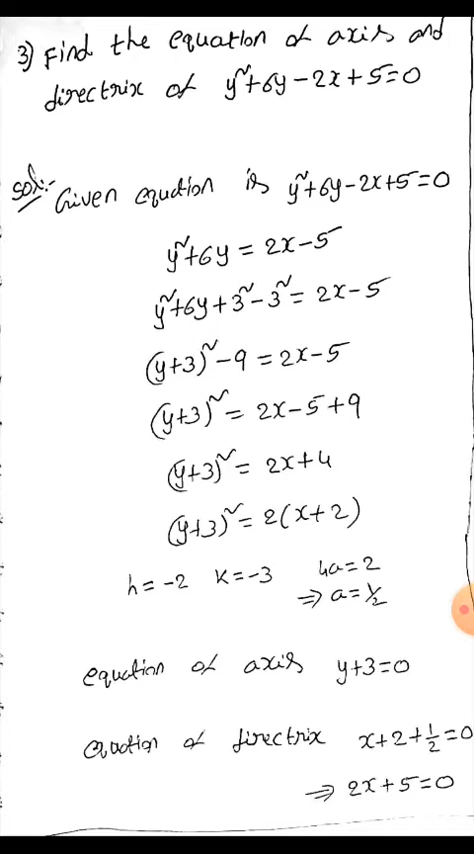 3) Find the equation of axis and
directrix of y²+6y-2x+5=0
Sol:- Given equation is y²+6y-2x+5=0
y²+6y = 2x-5
y²+6y+3²-3² = 2x-5
(y+3)²-9 = 2x-5
(y+3)² = 2x-5+9
(y+3)² = 2x+4
(y+3)² = 2(x+2)
h = -2 K = -3 4a = 2
⇒ a = 1/2
equation of axis y+3=0
equation of directrix x+2+1/2=0
⇒ 2x+5=0